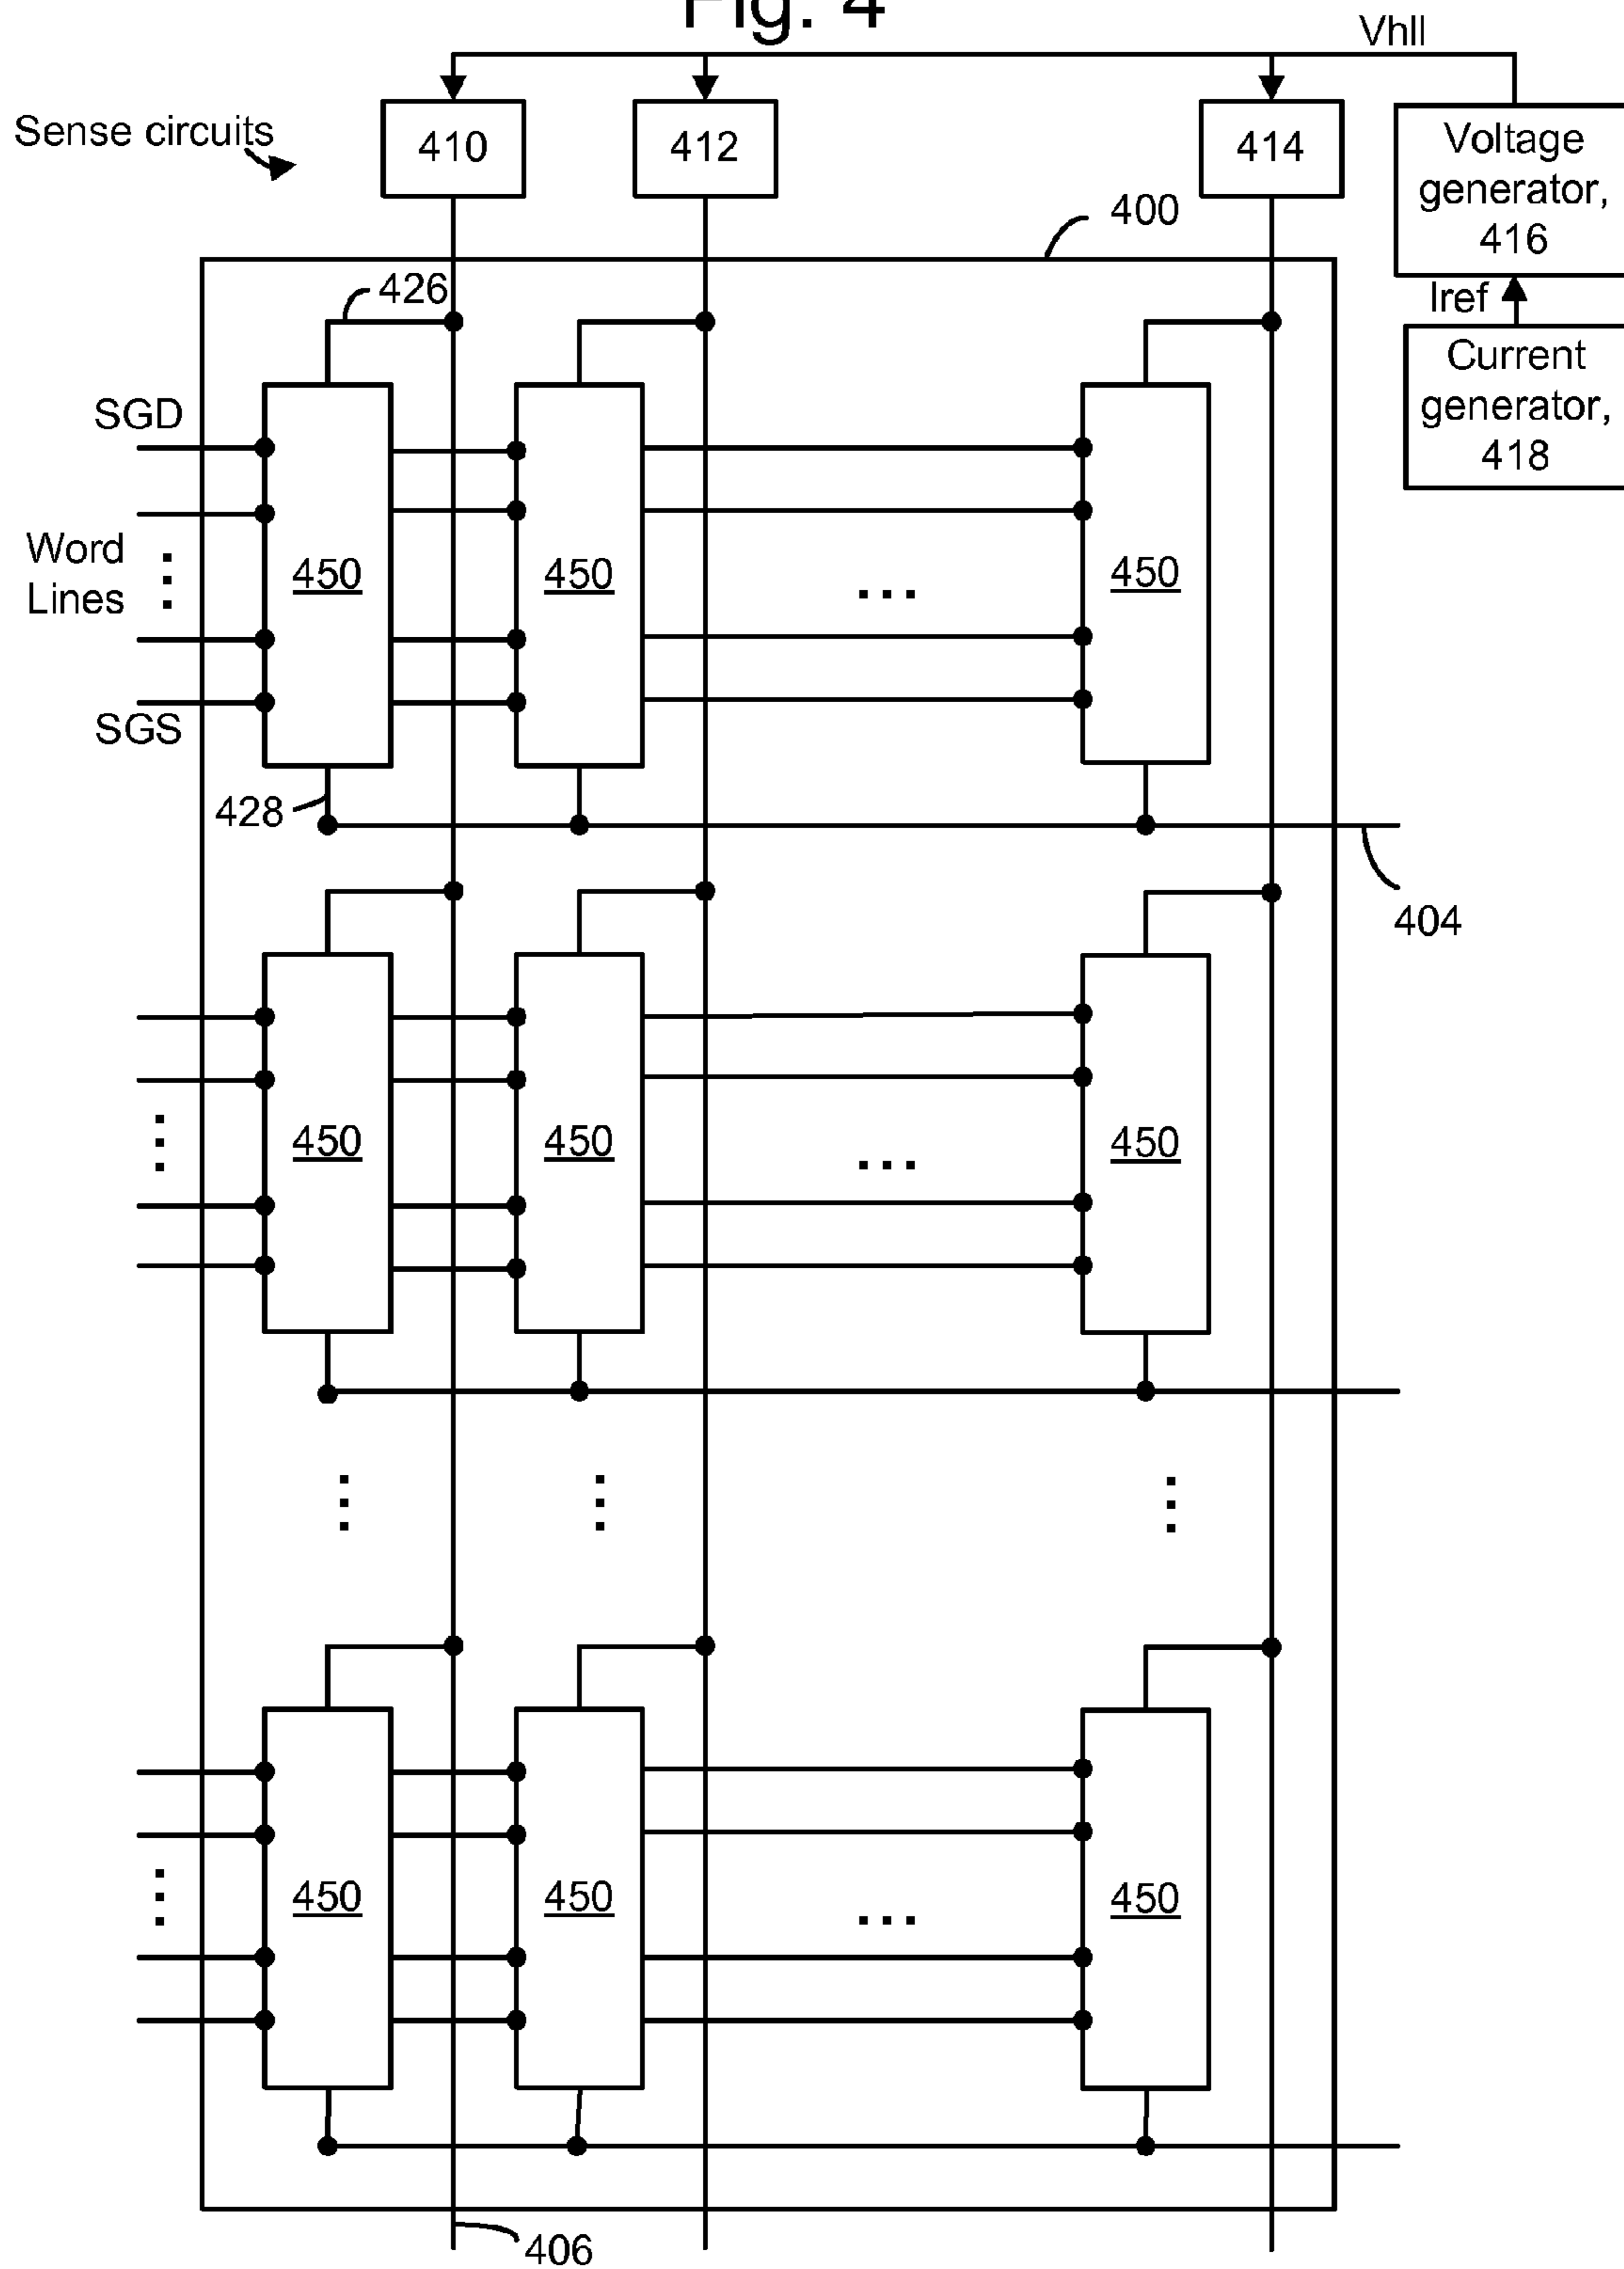 Fig. 4
Vhll
Sense circuits
410
412
414
Voltage
generator,
416
400
426
Iref
Current
generator,
418
SGD
Word
Lines
450
450
...
450
SGS
428
404
450
450
...
450
450
450
...
450
406